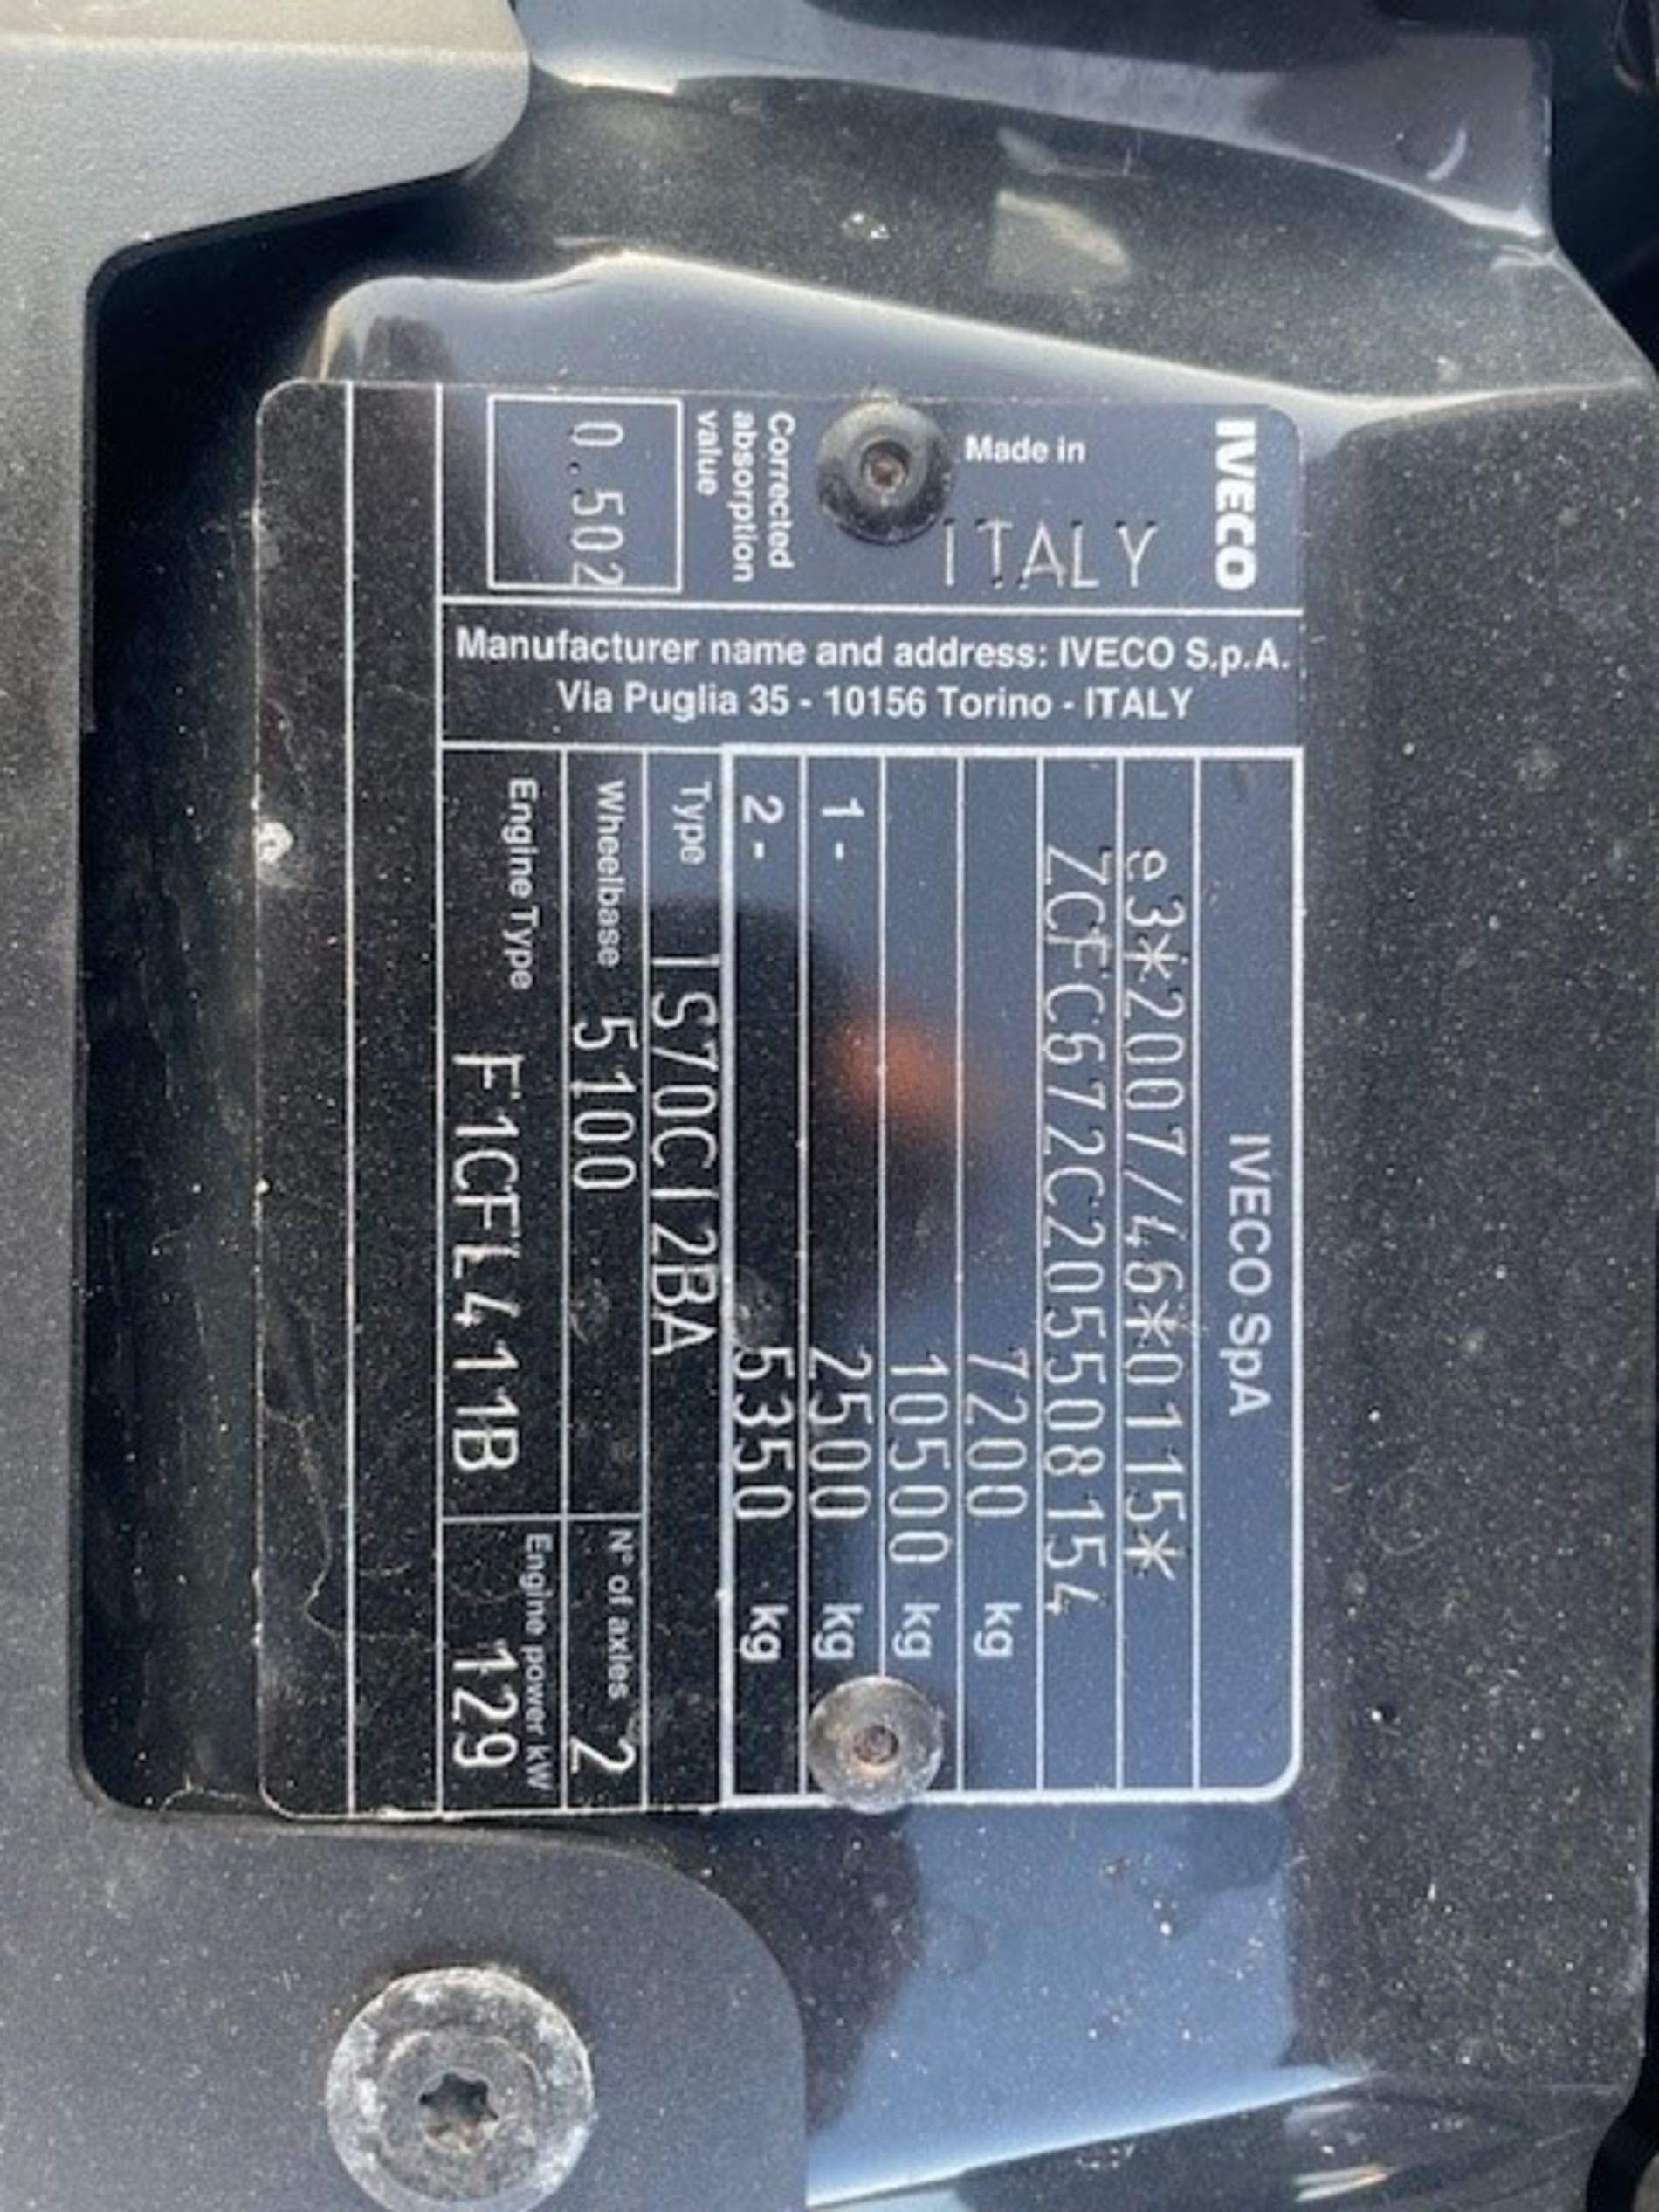 IVECO
Made in
ITALY
Corrected
absorption
value
0.502
Manufacturer name and address: IVECO S.p.A.
Via Puglia 35 - 10156 Torino - ITALY
IVECO SpA
e3*2007/46*0115*
ZCFC672C205508154
7200 kg
10500 kg
1- 2500 kg
2- 5350 kg
Type IS70CI2BA
Wheelbase 5100 N° of axles 2
Engine Type F1CFL411B Engine power kW 129